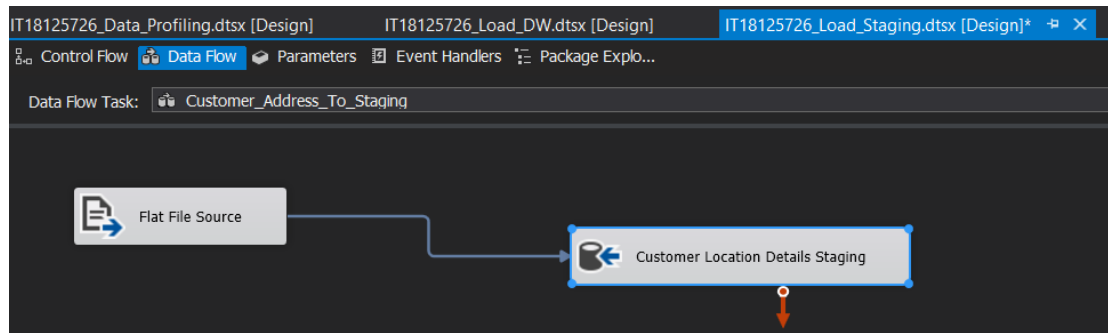 IT18125726_Data_Profiling.dtsx [Design] IT18125726_Load_DW.dtsx [Design] IT18125726_Load_Staging.dtsx [Design]*
Control Flow Data Flow Parameters Event Handlers Package Explo...
Data Flow Task: Customer_Address_To_Staging
Flat File Source
Customer Location Details Staging